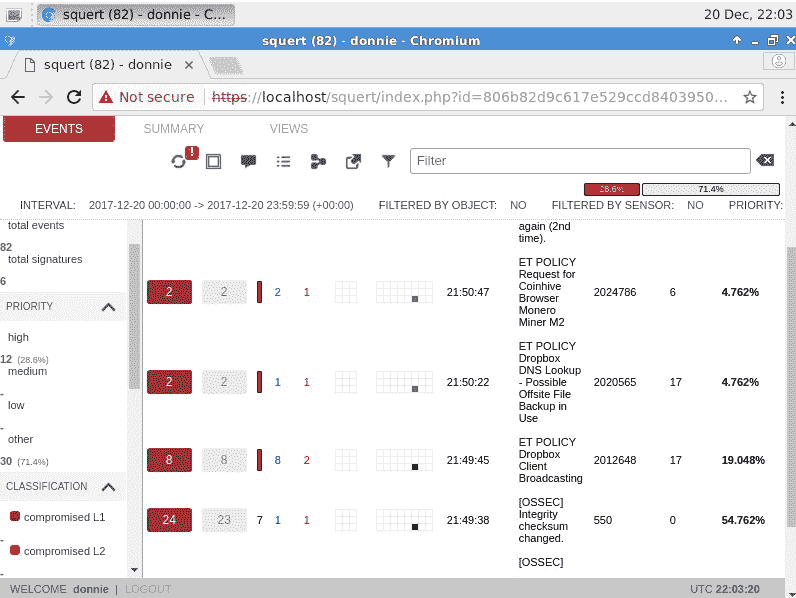 squert (82) - donnie - C...
20 Dec, 22:03
squert (82) - donnie - Chromium
squert (82) - donnie
Not secure
https://localhost/squert/index.php?id=806b82d9c617e529ccd8403950...
EVENTS SUMMARY VIEWS
!
Filter
28.6% 71.4%
INTERVAL: 2017-12-20 00:00:00 -> 2017-12-20 23:59:59 (+00:00) FILTERED BY OBJECT: NO FILTERED BY SENSOR: NO PRIORITY:
total events
82
total signatures
6
PRIORITY
high
12 (28.6%)
medium
-
low
-
other
30 (71.4%)
CLASSIFICATION
compromised L1
-
compromised L2
-
again (2nd
time).
2 2 2 1 21:50:47
ET POLICY
Request for
Coinhive
Browser
Monero
Miner M2
2024786 6 4.762%
2 2 1 1 21:50:22
ET POLICY
Dropbox
DNS Lookup
- Possible
Offsite File
Backup in
Use
2020565 17 4.762%
8 8 8 2 21:49:45
ET POLICY
Dropbox
Client
Broadcasting
2012648 17 19.048%
24 23 7 1 1 21:49:38
[OSSEC]
Integrity
checksum
changed.
550 0 54.762%
[OSSEC]
WELCOME donnie | LOGOUT
UTC 22:03:20